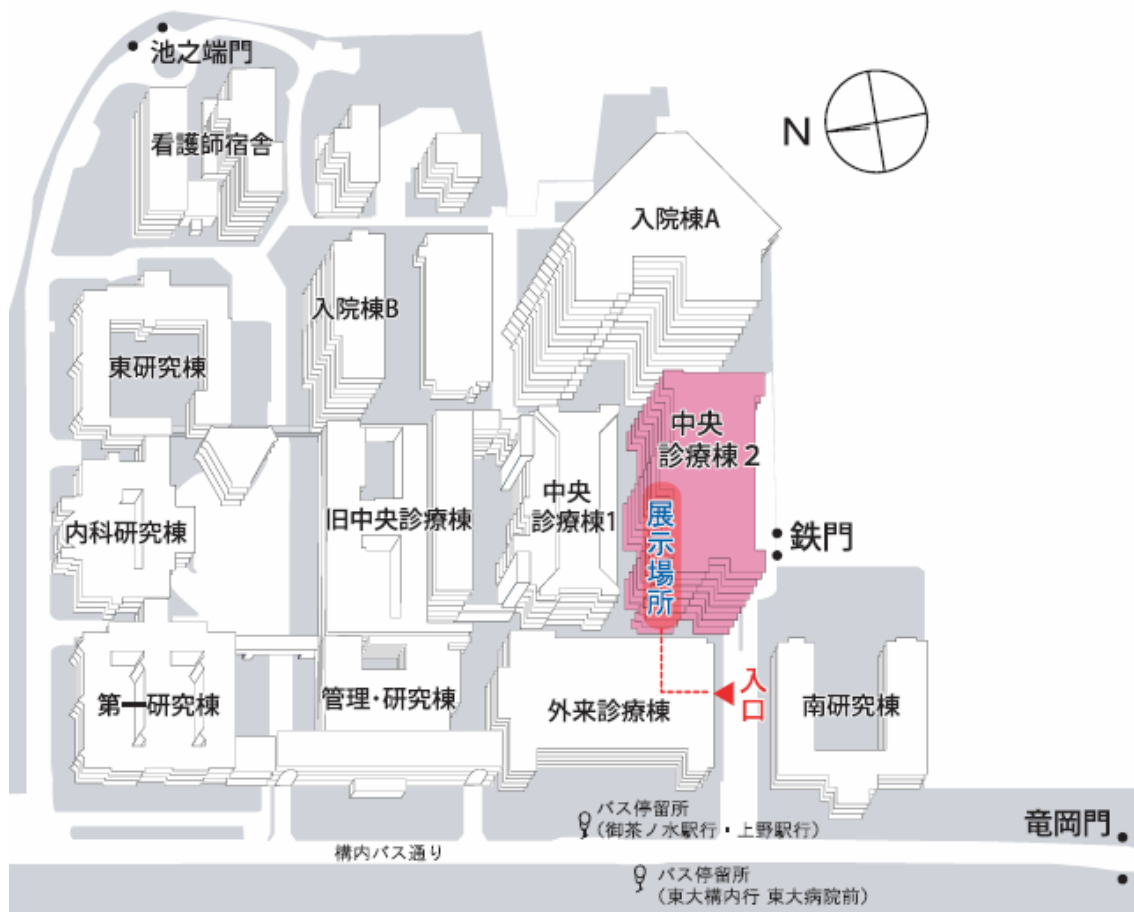 池之端門
N
看護師宿舎
入院棟A
入院棟B
東研究棟
中央
診療棟2
中央
診療棟1
旧中央診療棟
内科研究棟
展示場所
鉄門
入口
第一研究棟
管理・研究棟
外来診療棟
南研究棟
バス停留所
(御茶ノ水駅行・上野駅行)
竜岡門
構内バス通り
バス停留所
(東大構内行 東大病院前)